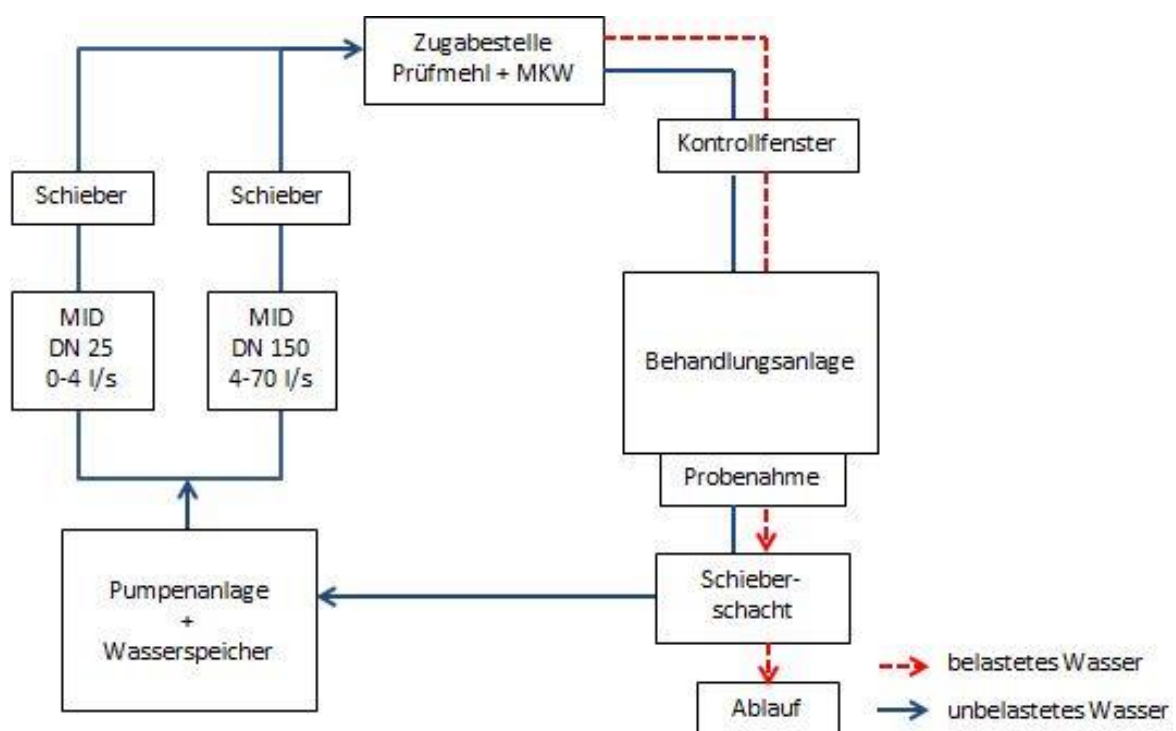 Zugabestelle
Prüfmehl + MKW
Kontrollfenster
Schieber
Schieber
MID
DN 25
0-4 l/s
MID
DN 150
4-70 l/s
Behandlungsanlage
Probenahme
Pumpenanlage
+
Wasserspeicher
Schieber-
schacht
Ablauf
belastetes Wasser
unbelastetes Wasser